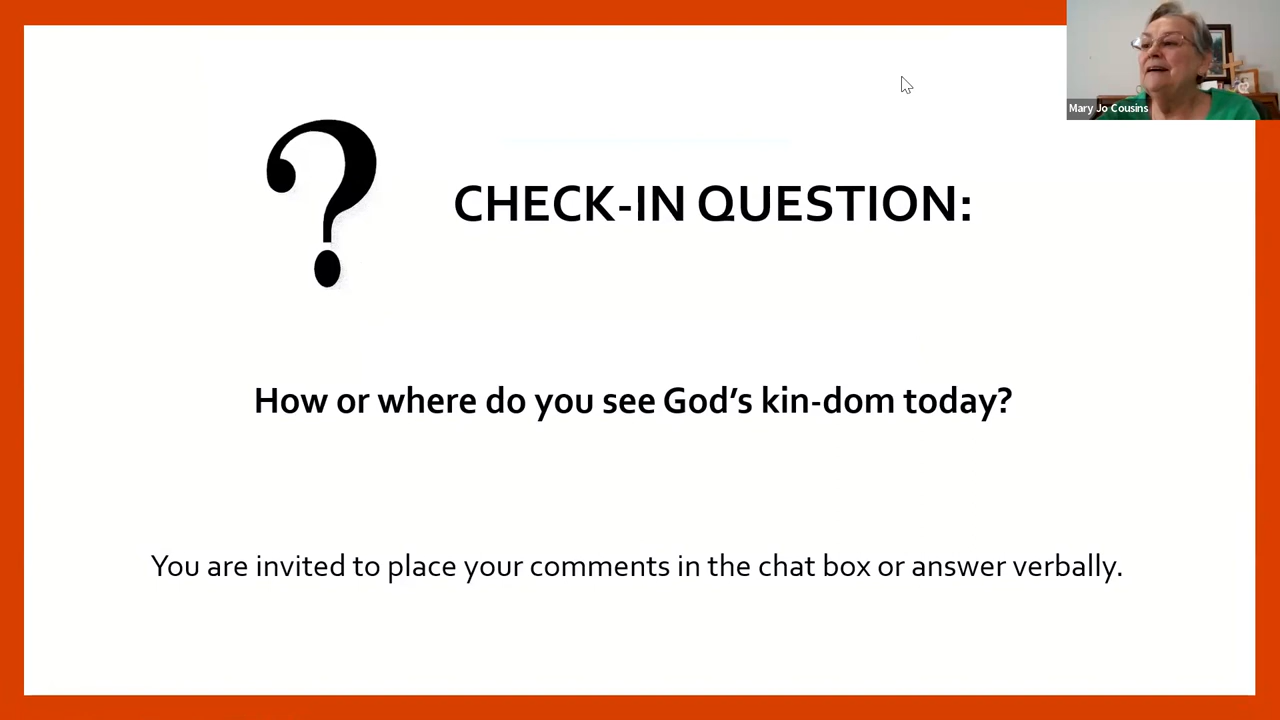 Mary Jo Cousins
?
CHECK-IN QUESTION:
How or where do you see God’s kin-dom today?
You are invited to place your comments in the chat box or answer verbally.